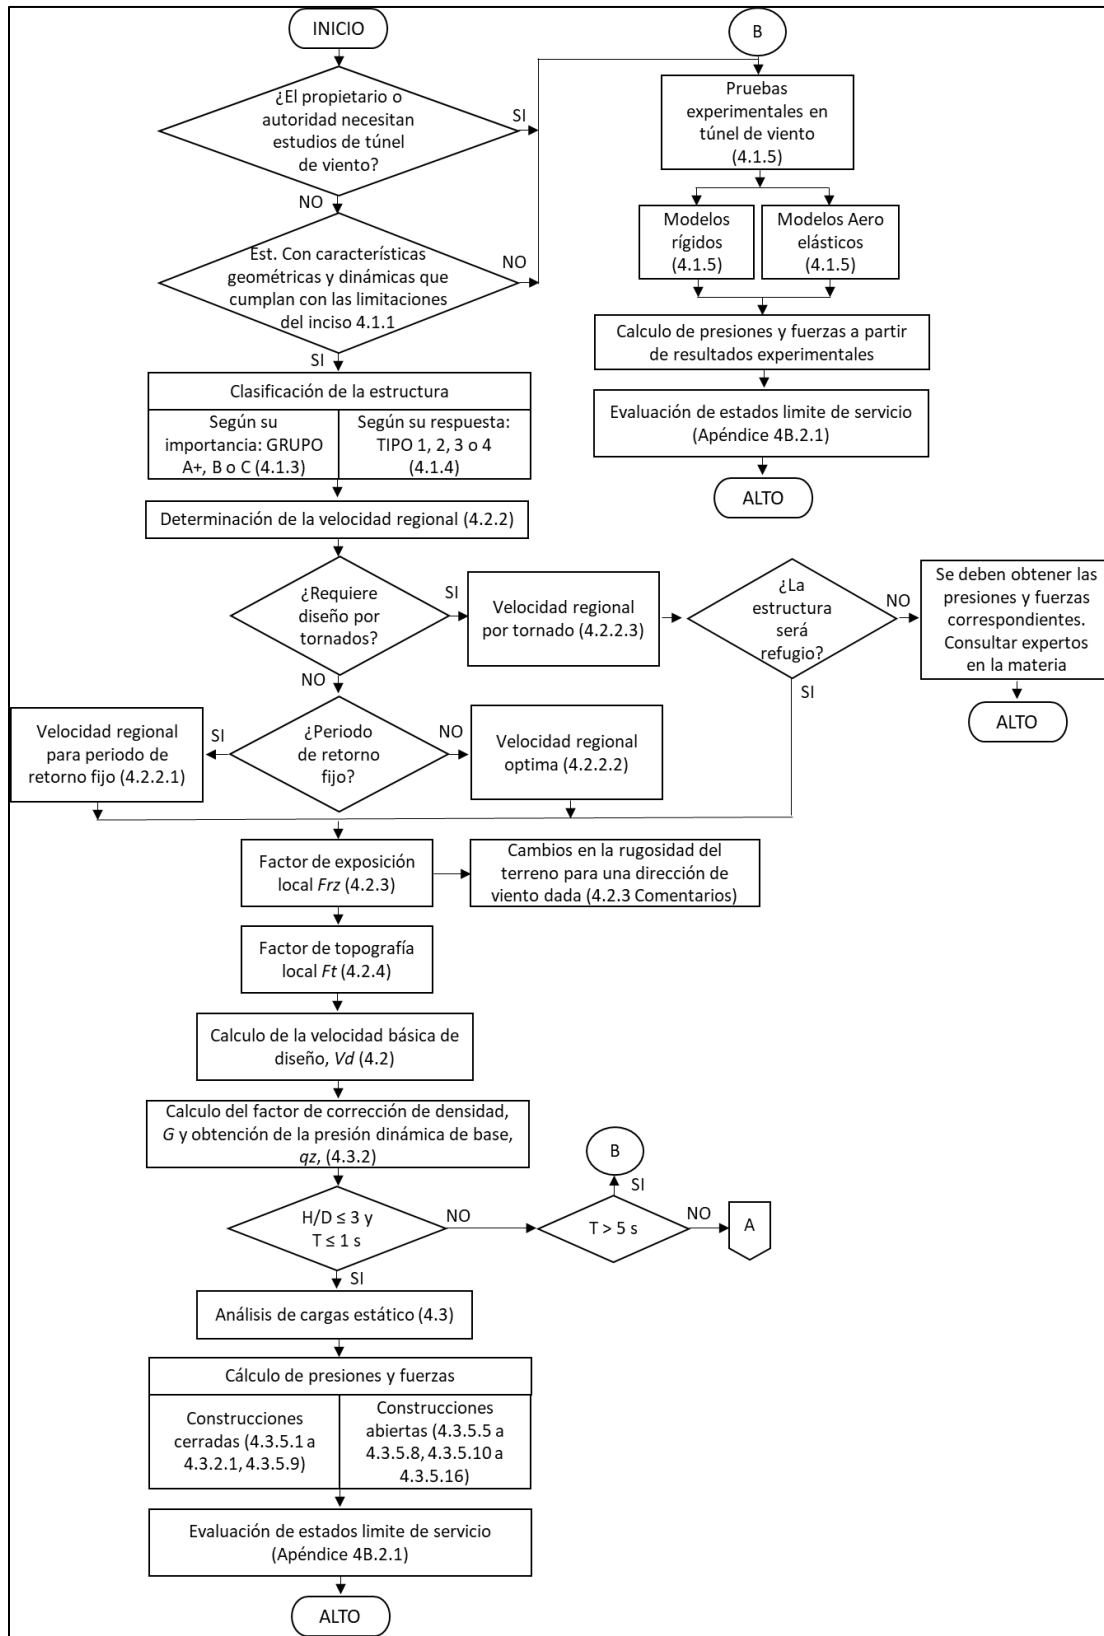 INICIO
¿El propietario o
autoridad necesitan
estudios de túnel
de viento?
SI
NO
Est. Con características
geométricas y dinámicas que
cumplan con las limitaciones
del inciso 4.1.1
NO
SI
B
Pruebas
experimentales en
túnel de viento
(4.1.5)
Modelos
rígidos
(4.1.5)
Modelos Aero
elásticos
(4.1.5)
Calculo de presiones y fuerzas a partir
de resultados experimentales
Evaluación de estados limite de servicio
(Apéndice 4B.2.1)
ALTO
Clasificación de la estructura
Según su
importancia: GRUPO
A+, B o C (4.1.3)
Según su respuesta:
TIPO 1, 2, 3 o 4
(4.1.4)
Determinación de la velocidad regional (4.2.2)
¿Requiere
diseño por
tornados?
SI
NO
Velocidad regional
por tornado (4.2.2.3)
¿La
estructura
será
refugio?
NO
SI
Se deben obtener las
presiones y fuerzas
correspondientes.
Consultar expertos
en la materia
ALTO
¿Periodo
de retorno
fijo?
SI
NO
Velocidad regional
para periodo de
retorno fijo (4.2.2.1)
Velocidad regional
optima (4.2.2.2)
Factor de exposición
local Frz (4.2.3)
Cambios en la rugosidad del
terreno para una dirección de
viento dada (4.2.3 Comentarios)
Factor de topografía
local Ft (4.2.4)
Calculo de la velocidad básica de
diseño, Vd (4.2)
Calculo del factor de corrección de densidad,
G y obtención de la presión dinámica de base,
qz, (4.3.2)
H/D ≤ 3 y
T ≤ 1 s
NO
SI
T > 5 s
SI
B
NO
A
Análisis de cargas estático (4.3)
Cálculo de presiones y fuerzas
Construcciones
cerradas (4.3.5.1 a
4.3.2.1, 4.3.5.9)
Construcciones
abiertas (4.3.5.5 a
4.3.5.8, 4.3.5.10 a
4.3.5.16)
Evaluación de estados limite de servicio
(Apéndice 4B.2.1)
ALTO